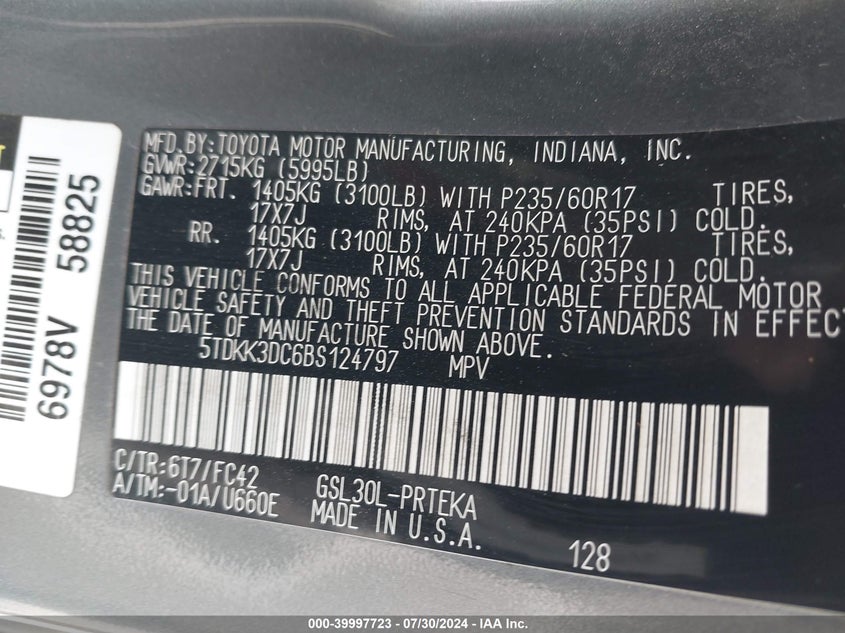 MFD.BY:TOYOTA MOTOR MANUFACTURING, INDIANA, INC.
GVWR:2715KG (5995LB)
GAWR:FRT. 1405KG (3100LB) WITH P235/60R17 TIRES,
17X7J RIMS, AT 240KPA (35PSI) COLD.
RR. 1405KG (3100LB) WITH P235/60R17 TIRES,
17X7J RIMS, AT 240KPA (35PSI) COLD.
THIS VEHICLE CONFORMS TO ALL APPLICABLE FEDERAL MOTOR
VEHICLE SAFETY AND THEFT PREVENTION STANDARDS IN EFFEC
THE DATE OF MANUFACTURE SHOWN ABOVE.
5TDKK3DC6BS124797 MPV
C/TR:6T7/FC42
A/TM:-01A/U660E
GSL30L-PRTEKA
MADE IN U.S.A.
128
6978V 58825
000-39997723 - 07/30/2024 - IAA Inc.